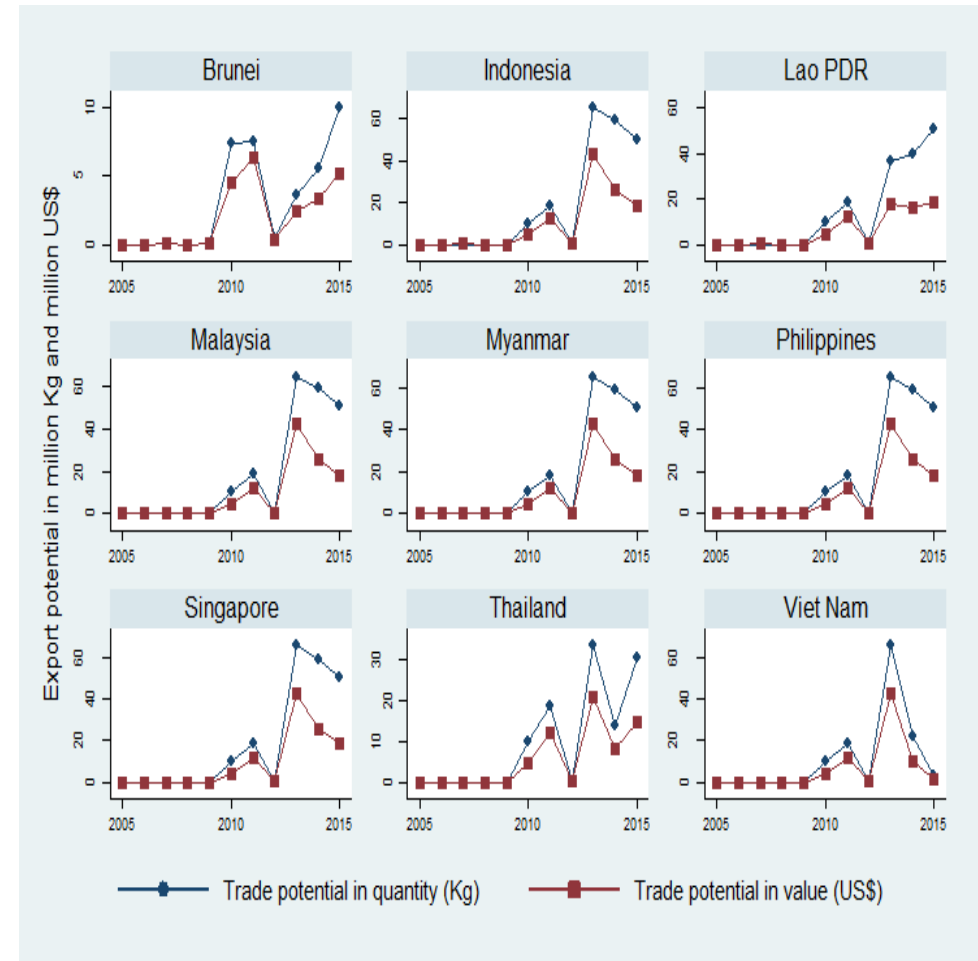 Export potential in million Kg and million US$
Brunei
10
5
0
2005 2010 2015
Indonesia
60
40
20
0
2005 2010 2015
Lao PDR
60
40
20
0
2005 2010 2015
Malaysia
60
40
20
0
2005 2010 2015
Myanmar
60
40
20
0
2005 2010 2015
Philippines
60
40
20
0
2005 2010 2015
Singapore
60
40
20
0
2005 2010 2015
Thailand
30
20
10
0
2005 2010 2015
Viet Nam
60
40
20
0
2005 2010 2015
Trade potential in quantity (Kg) Trade potential in value (US$)